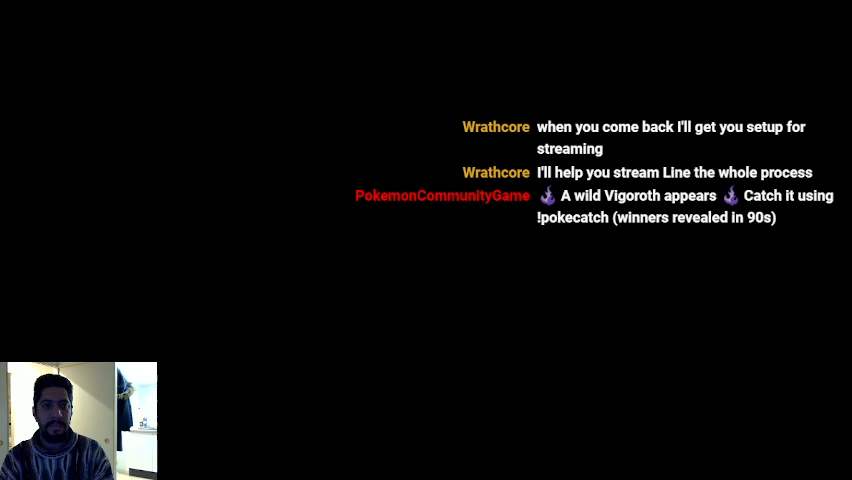 Wrathcore when you come back I'll get you setup for
streaming
Wrathcore I'll help you stream Line the whole process
PokemonCommunityGame A wild Vigoroth appears Catch it using
!pokecatch (winners revealed in 90s)